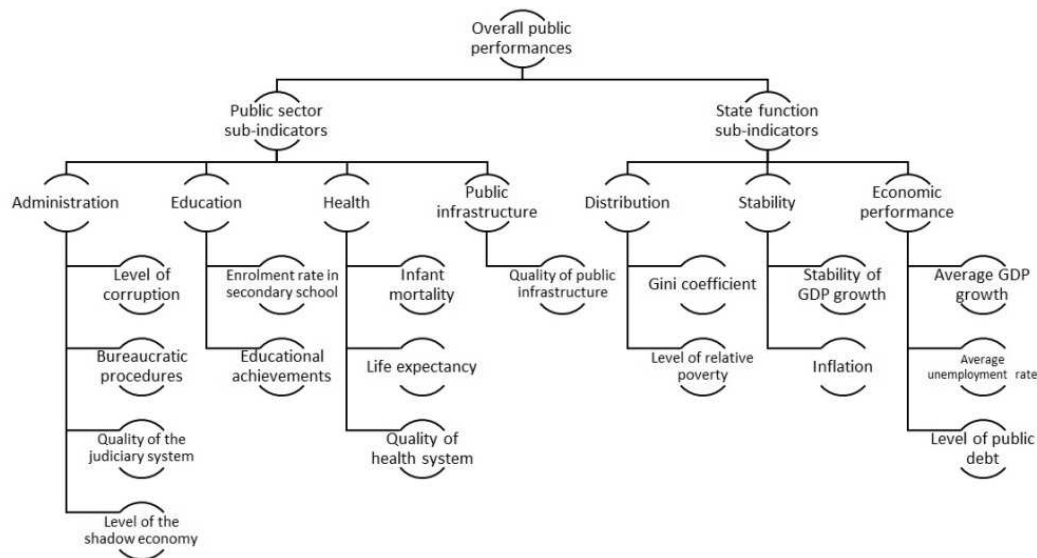 Overall public
performances
Public sector
sub-indicators
State function
sub-indicators
Administration
Education
Health
Public
infrastructure
Distribution
Stability
Economic
performance
Level of
corruption
Bureaucratic
procedures
Quality of the
judiciary system
Level of the
shadow economy
Enrolment rate in
secondary school
Educational
achievements
Infant
mortality
Life expectancy
Quality of
health system
Quality of public
infrastructure
Gini coefficient
Level of relative
poverty
Stability of
GDP growth
Inflation
Average GDP
growth
Average
unemployment rate
Level of public
debt